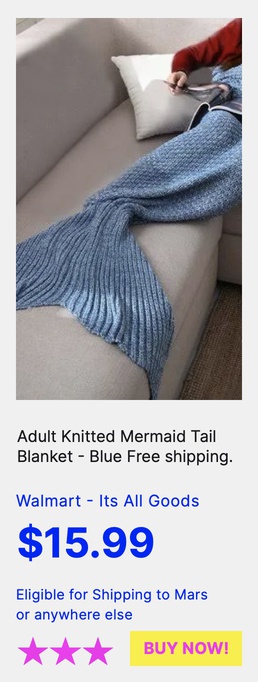 Adult Knitted Mermaid Tail
Blanket - Blue Free shipping.
Walmart - Its All Goods
$15.99
Eligible for Shipping to Mars
or anywhere else
BUY NOW!